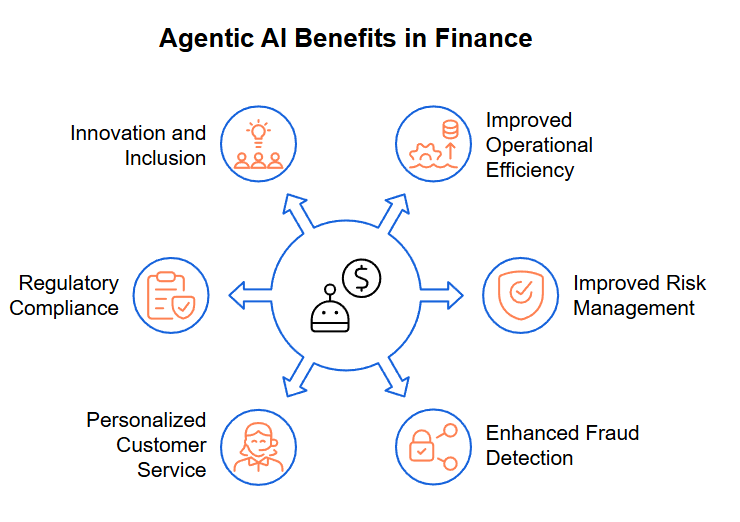 Agentic AI Benefits in Finance
Innovation and
Inclusion
Improved
Operational
Efficiency
Regulatory
Compliance
$
Improved Risk
Management
Personalized
Customer
Service
Enhanced Fraud
Detection